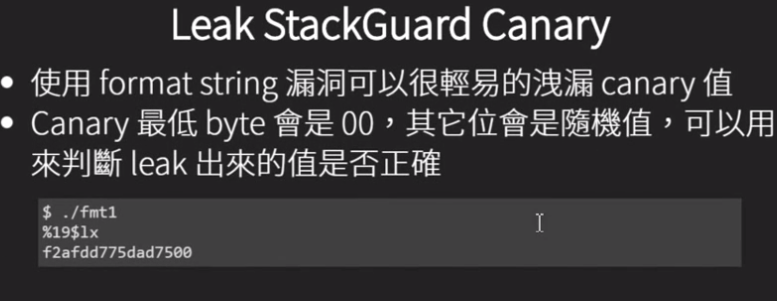 Leak StackGuard Canary
• 使用 format string 漏洞可以很輕易的洩漏 canary 值
• Canary 最低 byte 會是 00，其它位會是隨機值，可以用
來判斷 leak 出來的值是否正確
$ ./fmt1
%19$lx
f2afdd775dad7500